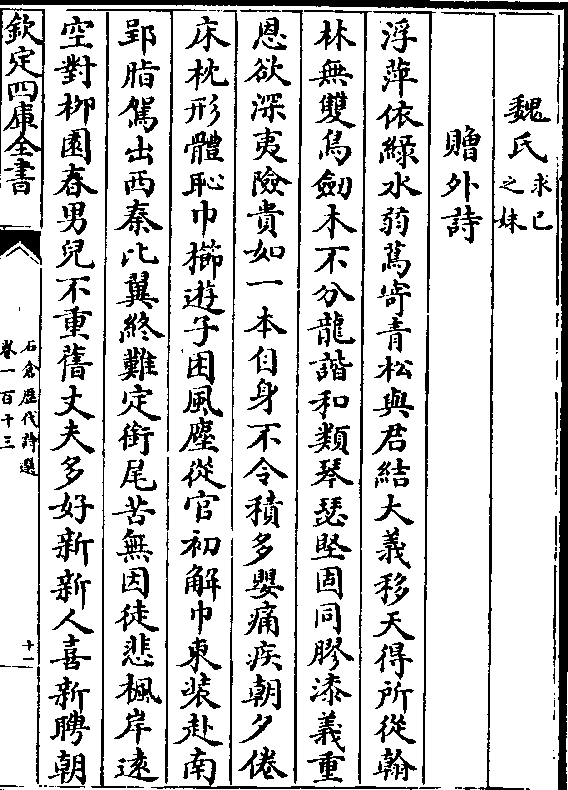 魏氏求已之妹
贈外詩
浮萍依緑水弱蔦寄青松與君結大義移天得所從翰
林無雙鳥劒水不分龍諧和類琴瑟堅固同膠漆義重
恩欲深夷險貴如一本自身不令積多嬰痛疾朝夕倦
床枕形體恥巾櫛遊子困風塵從官初解巾東裝赴南
郢脂駕出西秦比翼終難定銜尾苦無因徒悲楓岸逺
空對柳園春男兒不重舊丈夫多好新新人喜新聘朝
欽定四庫全書
石倉歴代詩選
卷一百十三
十一